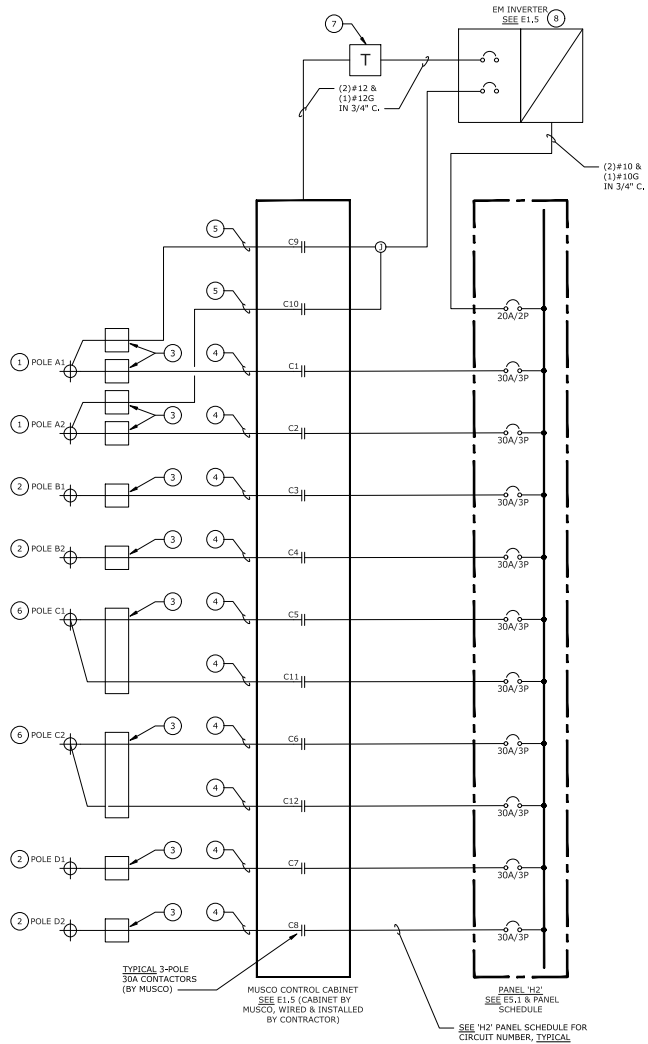 EM INVERTER
SEE E1.5
8
7
T
(2)#12 &
(1)#12G
IN 3/4" C.
(2)#10 &
(1)#10G
IN 3/4" C.
5
C9
J
5
C10
20A/2P
3
1 POLE A1
4
C1
30A/3P
3
1 POLE A2
4
C2
30A/3P
2 POLE B1
3
4
C3
30A/3P
2 POLE B2
3
4
C4
30A/3P
6 POLE C1
3
4
C5
30A/3P
4
C11
30A/3P
6 POLE C2
3
4
C6
30A/3P
4
C12
30A/3P
2 POLE D1
3
4
C7
30A/3P
2 POLE D2
3
4
C8
30A/3P
TYPICAL 3-POLE
30A CONTACTORS
(BY MUSCO)
MUSCO CONTROL CABINET
SEE E1.5 (CABINET BY
MUSCO, WIRED & INSTALLED
BY CONTRACTOR)
PANEL 'H2'
SEE E5.1 & PANEL
SCHEDULE
SEE 'H2' PANEL SCHEDULE FOR
CIRCUIT NUMBER, TYPICAL